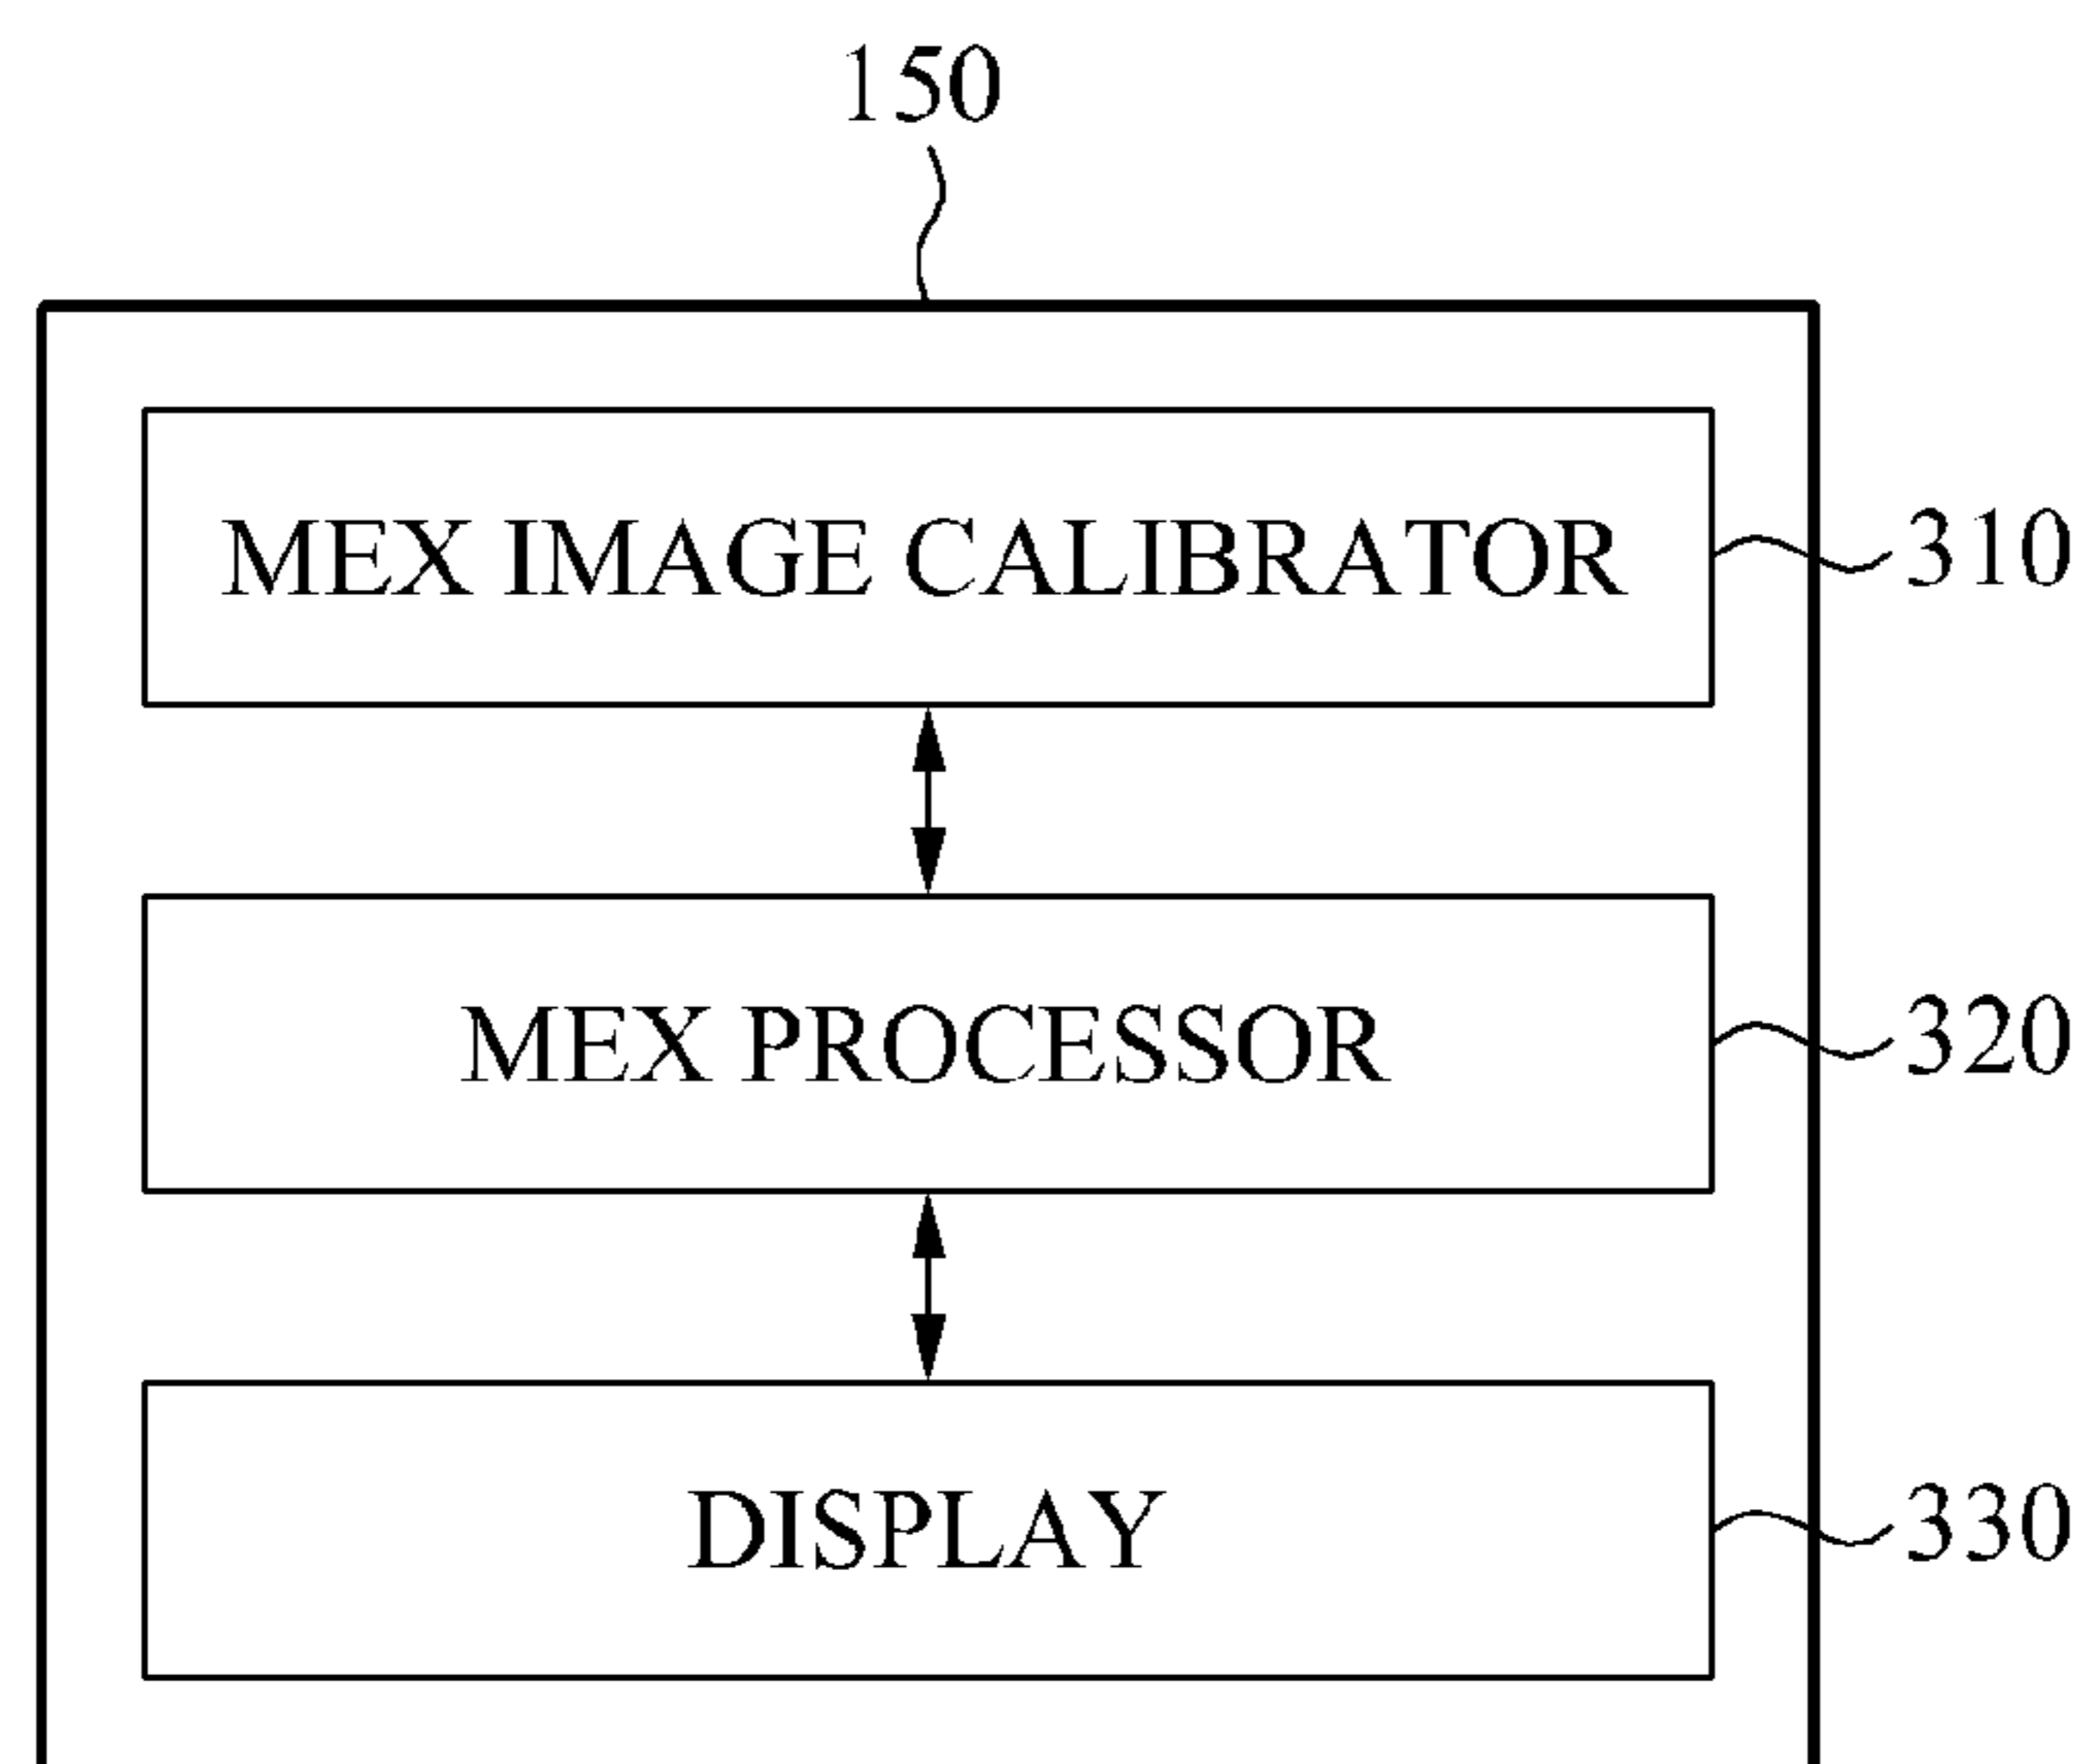 150
MEX IMAGE CALIBRATOR
310
MEX PROCESSOR
320
DISPLAY
330